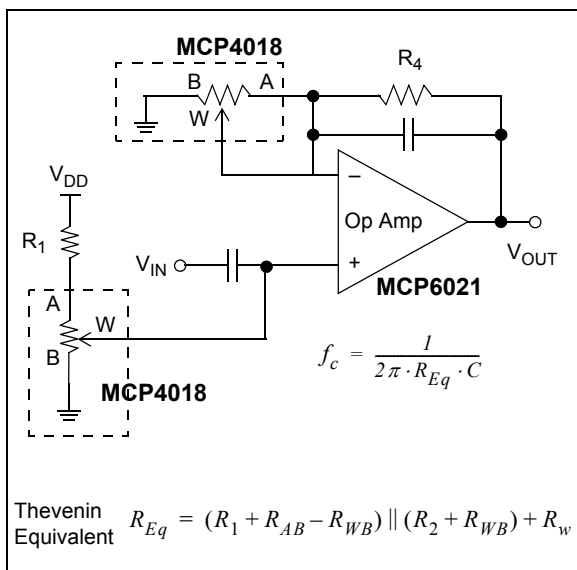 MCP4018
B A
W
R4
VDD
R1
A
W
B
MCP4018
VIN
–
Op Amp
+
MCP6021
VOUT
fc = 1 / 2π · REq · C
Thevenin
Equivalent
REq = (R1 + RAB – RWB) || (R2 + RWB) + Rw